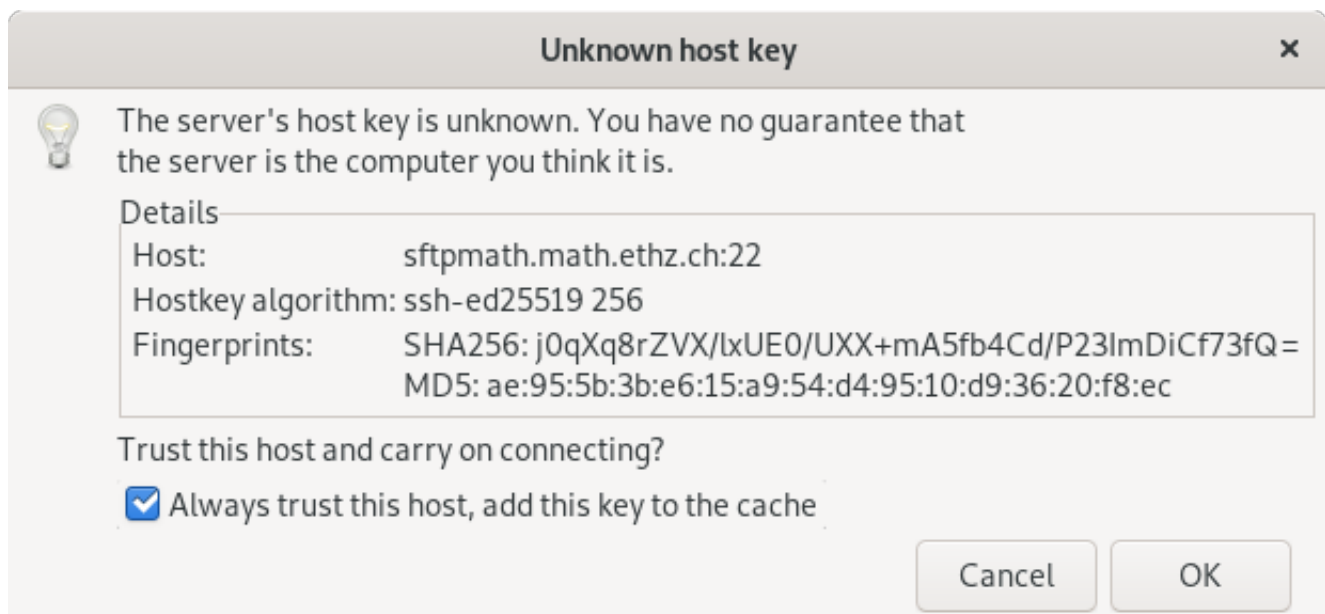 Unknown host key
The server's host key is unknown. You have no guarantee that
the server is the computer you think it is.
Details
Host: sftpmath.math.ethz.ch:22
Hostkey algorithm: ssh-ed25519 256
Fingerprints: SHA256: j0qXq8rZVX/lxUE0/UXX+mA5fb4Cd/P23ImDiCf73fQ=
MD5: ae:95:5b:3b:e6:15:a9:54:d4:95:10:d9:36:20:f8:ec
Trust this host and carry on connecting?
Always trust this host, add this key to the cache
Cancel OK